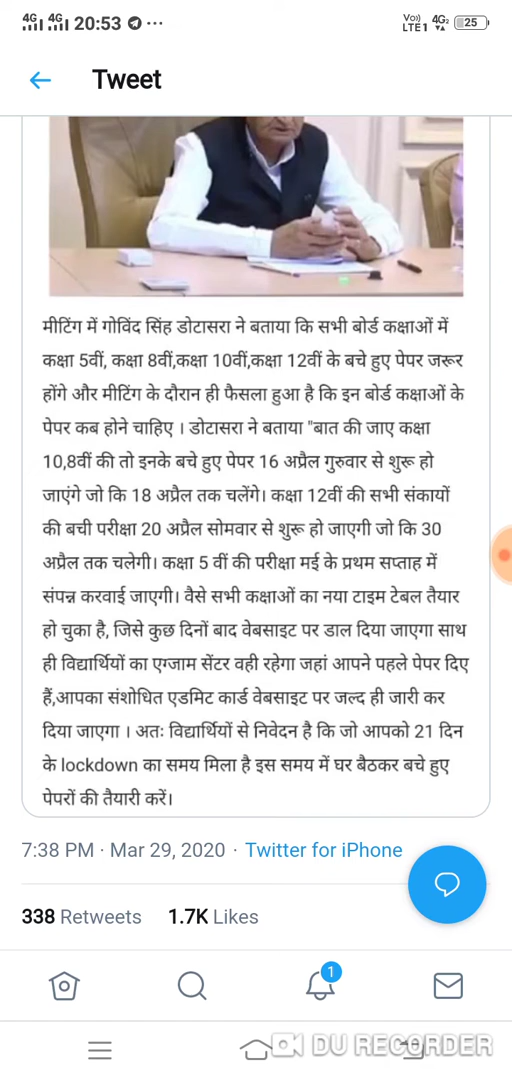 4G 4G 20:53 ...
Vo)) LTE1 4G2 25
Tweet
मीटिंग में गोविंद सिंह डोटासरा ने बताया कि सभी बोर्ड कक्षाओं में
कक्षा 5वीं, कक्षा 8वीं,कक्षा 10वीं,कक्षा 12वीं के बचे हुए पेपर जरूर
होंगे और मीटिंग के दौरान ही फैसला हुआ है कि इन बोर्ड कक्षाओं के
पेपर कब होने चाहिए । डोटासरा ने बताया "बात की जाए कक्षा
10,8वीं की तो इनके बचे हुए पेपर 16 अप्रैल गुरुवार से शुरू हो
जाएंगे जो कि 18 अप्रैल तक चलेंगे। कक्षा 12वीं की सभी संकायों
की बची परीक्षा 20 अप्रैल सोमवार से शुरू हो जाएगी जो कि 30
अप्रैल तक चलेगी। कक्षा 5 वीं की परीक्षा मई के प्रथम सप्ताह में
संपन्न करवाई जाएगी। वैसे सभी कक्षाओं का नया टाइम टेबल तैयार
हो चुका है, जिसे कुछ दिनों बाद वेबसाइट पर डाल दिया जाएगा साथ
ही विद्यार्थियों का एग्जाम सेंटर वही रहेगा जहां आपने पहले पेपर दिए
हैं,आपका संशोधित एडमिट कार्ड वेबसाइट पर जल्द ही जारी कर
दिया जाएगा । अतः विद्यार्थियों से निवेदन है कि जो आपको 21 दिन
के lockdown का समय मिला है इस समय में घर बैठकर बचे हुए
पेपरों की तैयारी करें।
7:38 PM · Mar 29, 2020 · Twitter for iPhone
338 Retweets 1.7K Likes
1
DU RECORDER